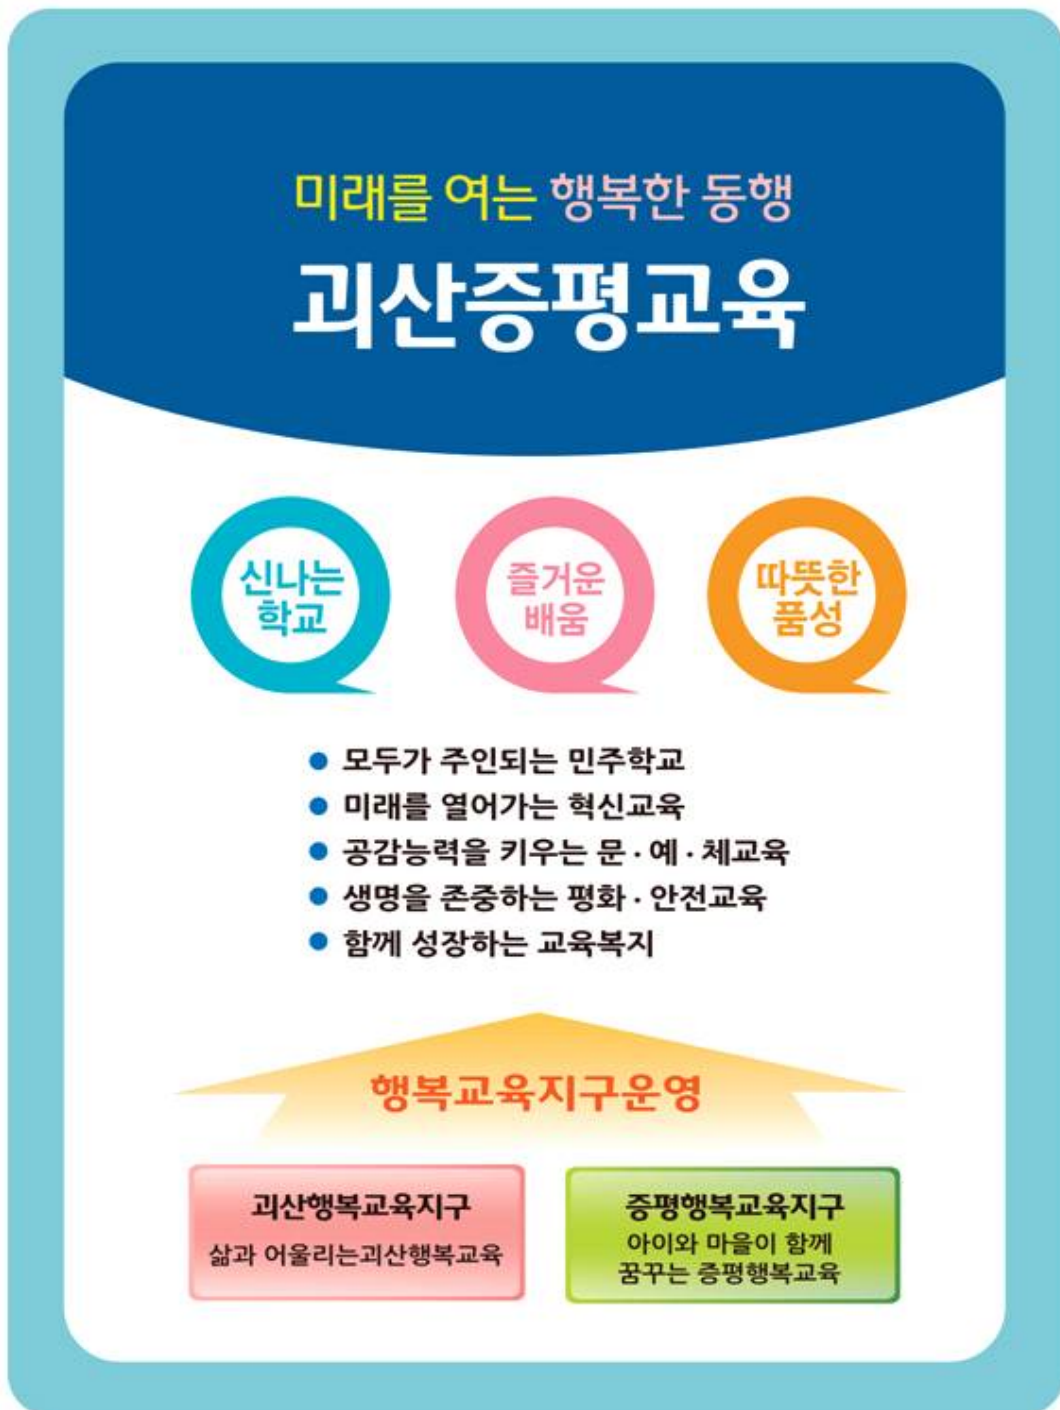 미래를 여는 행복한 동행
괴산증평교육
신나는
학교
즐거운
배움
따뜻한
품성
● 모두가 주인되는 민주학교
● 미래를 열어가는 혁신교육
● 공감능력을 키우는 문·예·체교육
● 생명을 존중하는 평화·안전교육
● 함께 성장하는 교육복지
행복교육지구운영
괴산행복교육지구
삶과 어울리는괴산행복교육
증평행복교육지구
아이와 마을이 함께
꿈꾸는 증평행복교육